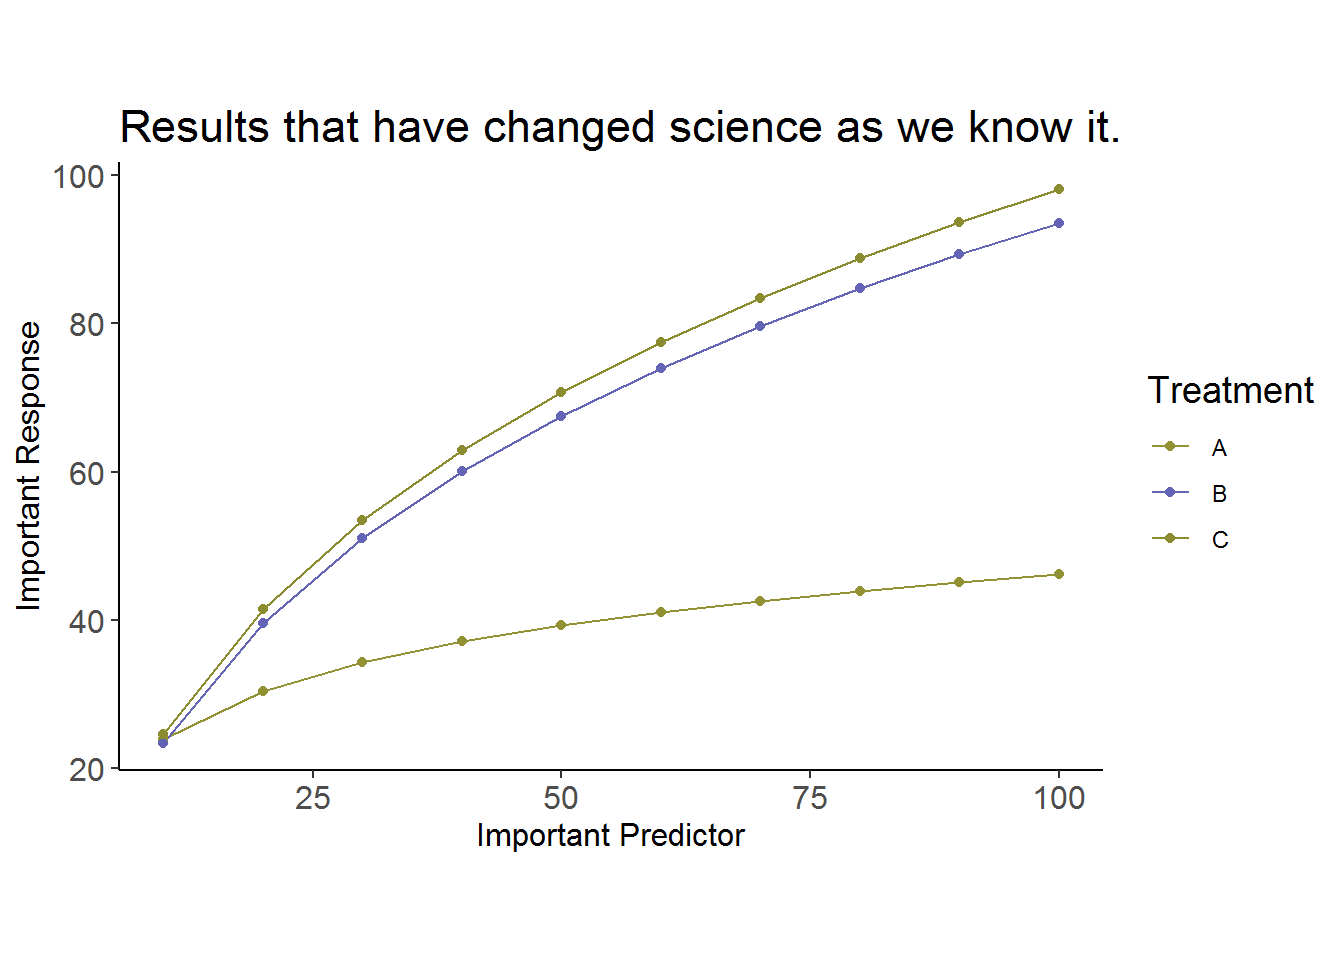 Results that have changed science as we know it.
100
80
60
40
20
Important Response
25 50 75 100
Important Predictor
Treatment
A
B
C